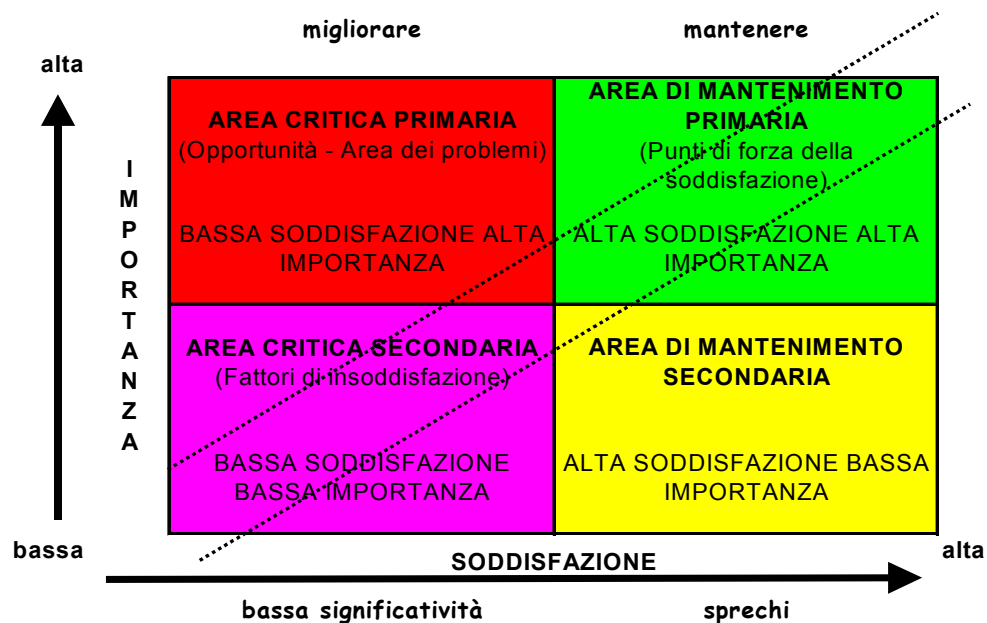 migliorare
mantenere
alta
AREA CRITICA PRIMARIA
(Opportunità - Area dei problemi)
BASSA SODDISFAZIONE ALTA
IMPORTANZA
AREA DI MANTENIMENTO
PRIMARIA
(Punti di forza della
soddisfazione)
ALTA SODDISFAZIONE ALTA
IMPORTANZA
IMPORTANZA
AREA CRITICA SECONDARIA
(Fattori di insoddisfazione)
BASSA SODDISFAZIONE
BASSA IMPORTANZA
AREA DI MANTENIMENTO
SECONDARIA
ALTA SODDISFAZIONE BASSA
IMPORTANZA
bassa
SODDISFAZIONE
alta
bassa significatività
sprechi